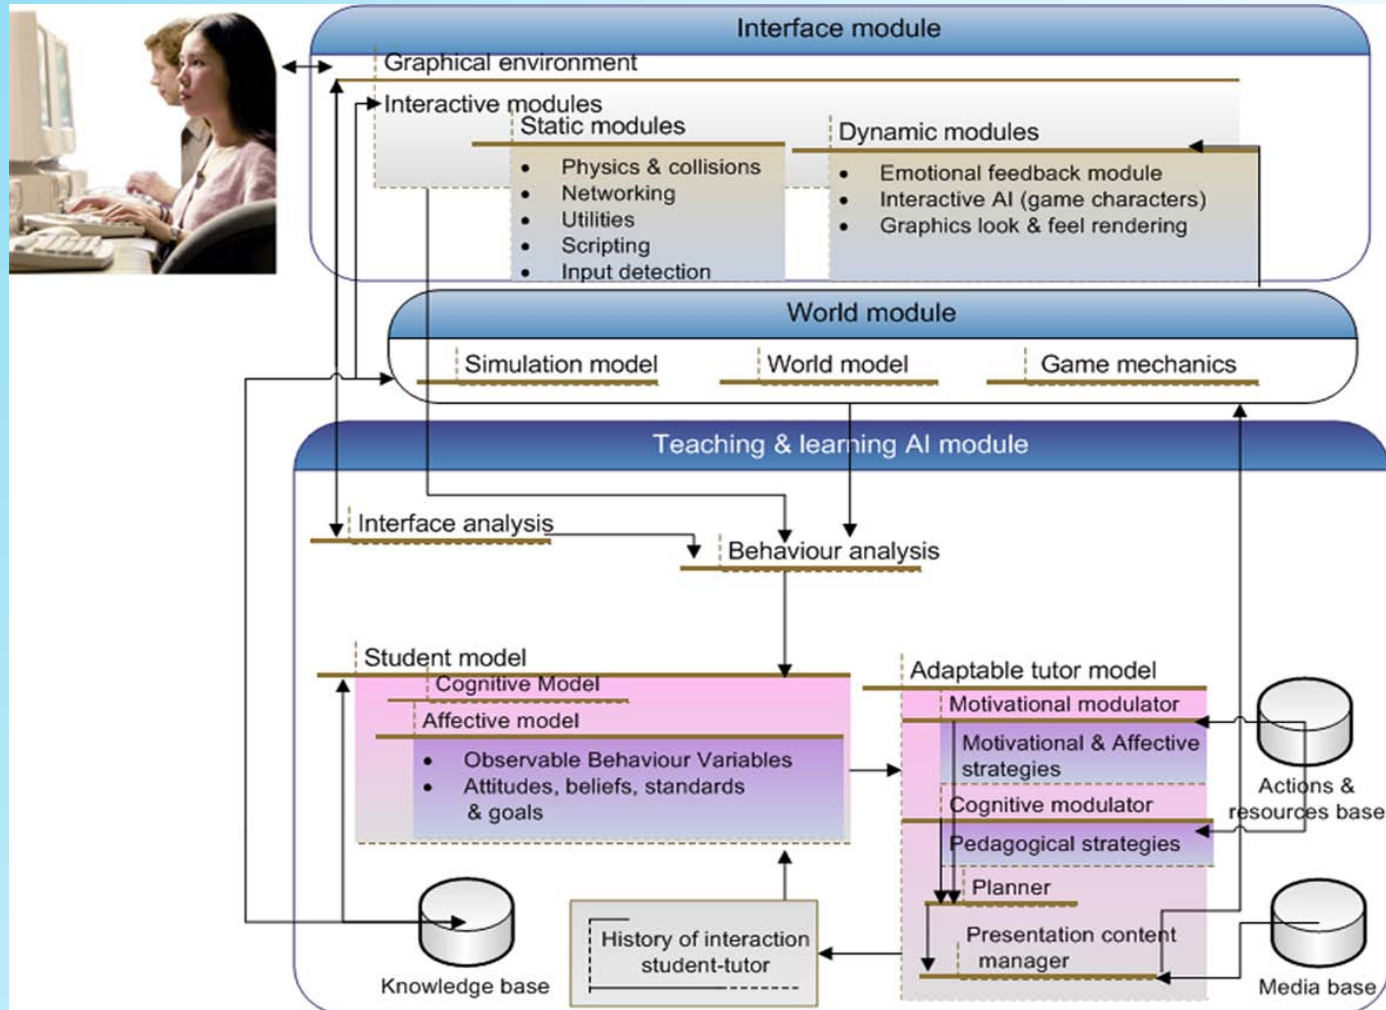 Interface module
Graphical environment
Interactive modules
Static modules
• Physics & collisions
• Networking
• Utilities
• Scripting
• Input detection
Dynamic modules
• Emotional feedback module
• Interactive AI (game characters)
• Graphics look & feel rendering
World module
Simulation model
World model
Game mechanics
Teaching & learning AI module
Interface analysis
Behaviour analysis
Student model
Cognitive Model
Affective model
• Observable Behaviour Variables
• Attitudes, beliefs, standards
& goals
Adaptable tutor model
Motivational modulator
Motivational & Affective
strategies
Cognitive modulator
Pedagogical strategies
Planner
Presentation content
manager
Actions &
resources base
Knowledge base
History of interaction
student-tutor
Media base